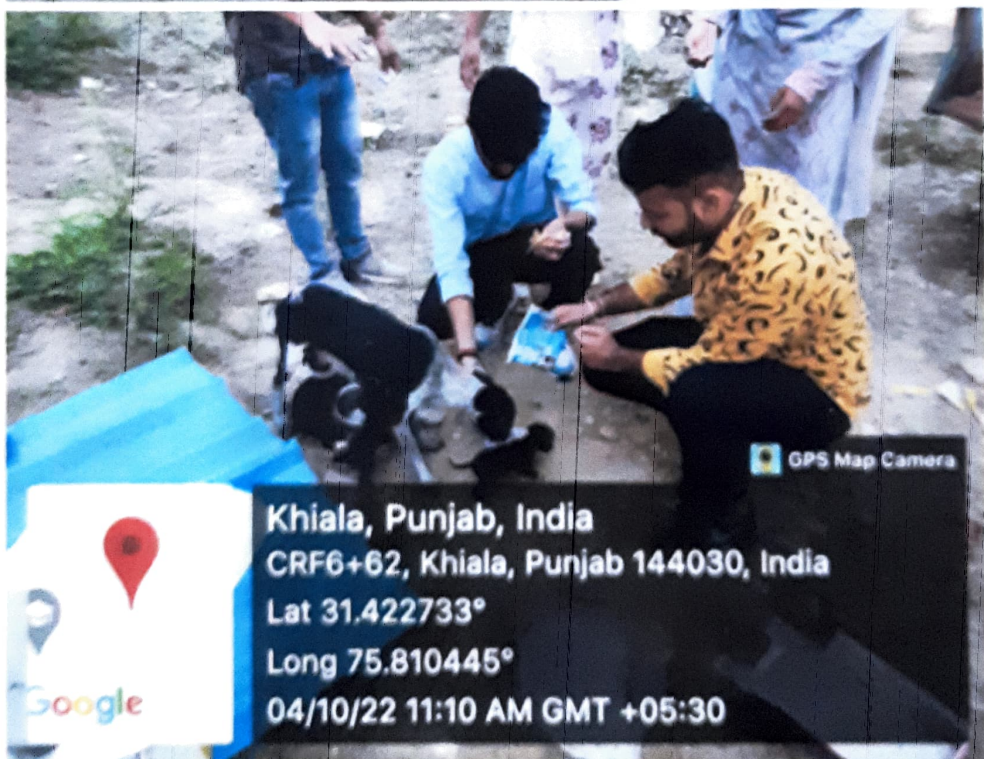 GPS Map Camera
Khiala, Punjab, India
CRF6+62, Khiala, Punjab 144030, India
Lat 31.422733°
Long 75.810445°
04/10/22 11:10 AM GMT +05:30
Google